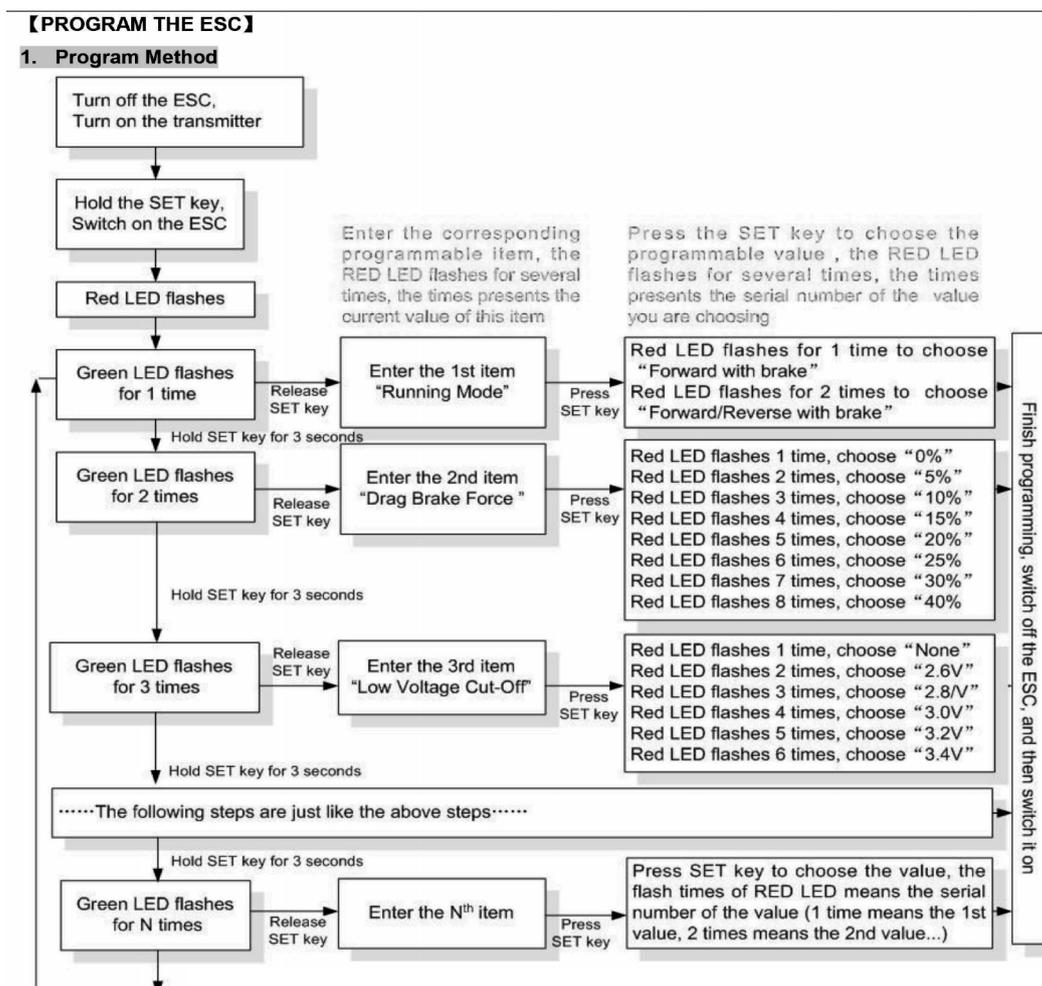 【PROGRAM THE ESC】
1. Program Method
Turn off the ESC,
Turn on the transmitter
Hold the SET key,
Switch on the ESC
Red LED flashes
Enter the corresponding
programmable item, the
RED LED flashes for several
times, the times presents the
current value of this item
Press the SET key to choose the
programmable value , the RED LED
flashes for several times, the times
presents the serial number of the value
you are choosing
Green LED flashes
for 1 time
Release
SET key
Enter the 1st item
“Running Mode”
Press
SET key
Red LED flashes for 1 time to choose
“Forward with brake”
Red LED flashes for 2 times to choose
“Forward/Reverse with brake”
Hold SET key for 3 seconds
Green LED flashes
for 2 times
Release
SET key
Enter the 2nd item
“Drag Brake Force ”
Press
SET key
Red LED flashes 1 time, choose “0%”
Red LED flashes 2 times, choose “5%”
Red LED flashes 3 times, choose “10%”
Red LED flashes 4 times, choose “15%”
Red LED flashes 5 times, choose “20%”
Red LED flashes 6 times, choose “25%
Red LED flashes 7 times, choose “30%”
Red LED flashes 8 times, choose “40%
Hold SET key for 3 seconds
Green LED flashes
for 3 times
Release
SET key
Enter the 3rd item
“Low Voltage Cut-Off”
Press
SET key
Red LED flashes 1 time, choose “None”
Red LED flashes 2 times, choose “2.6V”
Red LED flashes 3 times, choose “2.8/V”
Red LED flashes 4 times, choose “3.0V”
Red LED flashes 5 times, choose “3.2V”
Red LED flashes 6 times, choose “3.4V”
Hold SET key for 3 seconds
······The following steps are just like the above steps······
Hold SET key for 3 seconds
Green LED flashes
for N times
Release
SET key
Enter the Nth item
Press
SET key
Press SET key to choose the value, the
flash times of RED LED means the serial
number of the value (1 time means the 1st
value, 2 times means the 2nd value...)
Finish programming, switch off the ESC, and then switch it on